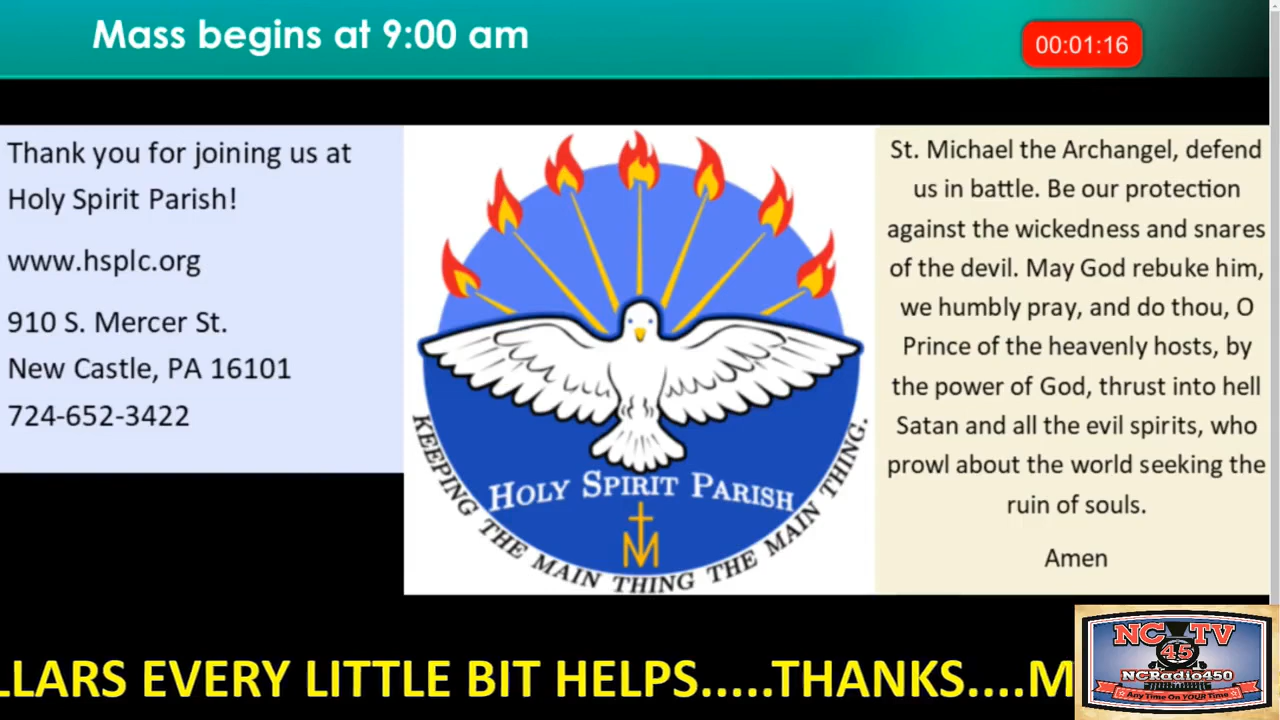 Mass begins at 9:00 am
00:01:16
Thank you for joining us at
Holy Spirit Parish!
www.hsplc.org
910 S. Mercer St.
New Castle, PA 16101
724-652-3422
HOLY SPIRIT PARISH
KEEPING THE MAIN THING THE MAIN THING.
St. Michael the Archangel, defend
us in battle. Be our protection
against the wickedness and snares
of the devil. May God rebuke him,
we humbly pray, and do thou, O
Prince of the heavenly hosts, by
the power of God, thrust into hell
Satan and all the evil spirits, who
prowl about the world seeking the
ruin of souls.
Amen
LLARS EVERY LITTLE BIT HELPS.....THANKS....M
NC TV
45
NCRadio450
Any Time On YOUR Time